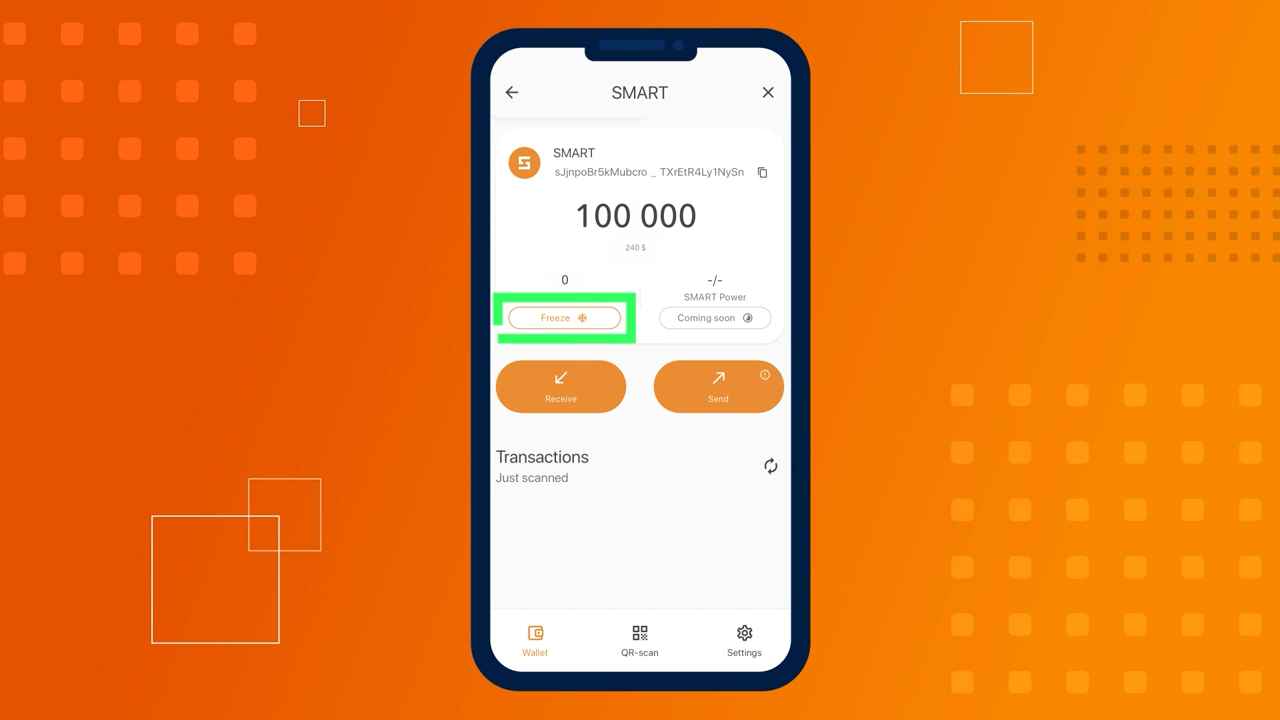 SMART
SMART
sJjnpoBr5kMubcro ... TXrEtR4Ly1NySn
100 000
240 $
0
-/-
SMART Power
Freeze
Coming soon
Receive
Send
Transactions
Just scanned
Wallet
QR-scan
Settings